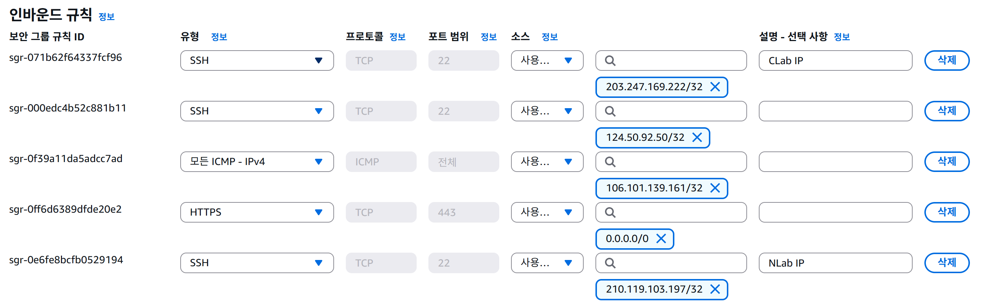 인바운드 규칙 정보
보안 그룹 규칙 ID 유형 정보 프로토콜 정보 포트 범위 정보 소스 정보 설명 - 선택 사항 정보
sgr-071b62f64337fcf96 SSH TCP 22 사용... CLab IP 삭제
203.247.169.222/32
sgr-000edc4b52c881b11 SSH TCP 22 사용... 삭제
124.50.92.50/32
sgr-0f39a11da5adcc7ad 모든 ICMP - IPv4 ICMP 전체 사용... 삭제
106.101.139.161/32
sgr-0ff6d6389dfde20e2 HTTPS TCP 443 사용... 삭제
0.0.0.0/0
sgr-0e6fe8bcfb0529194 SSH TCP 22 사용... NLab IP 삭제
210.119.103.197/32